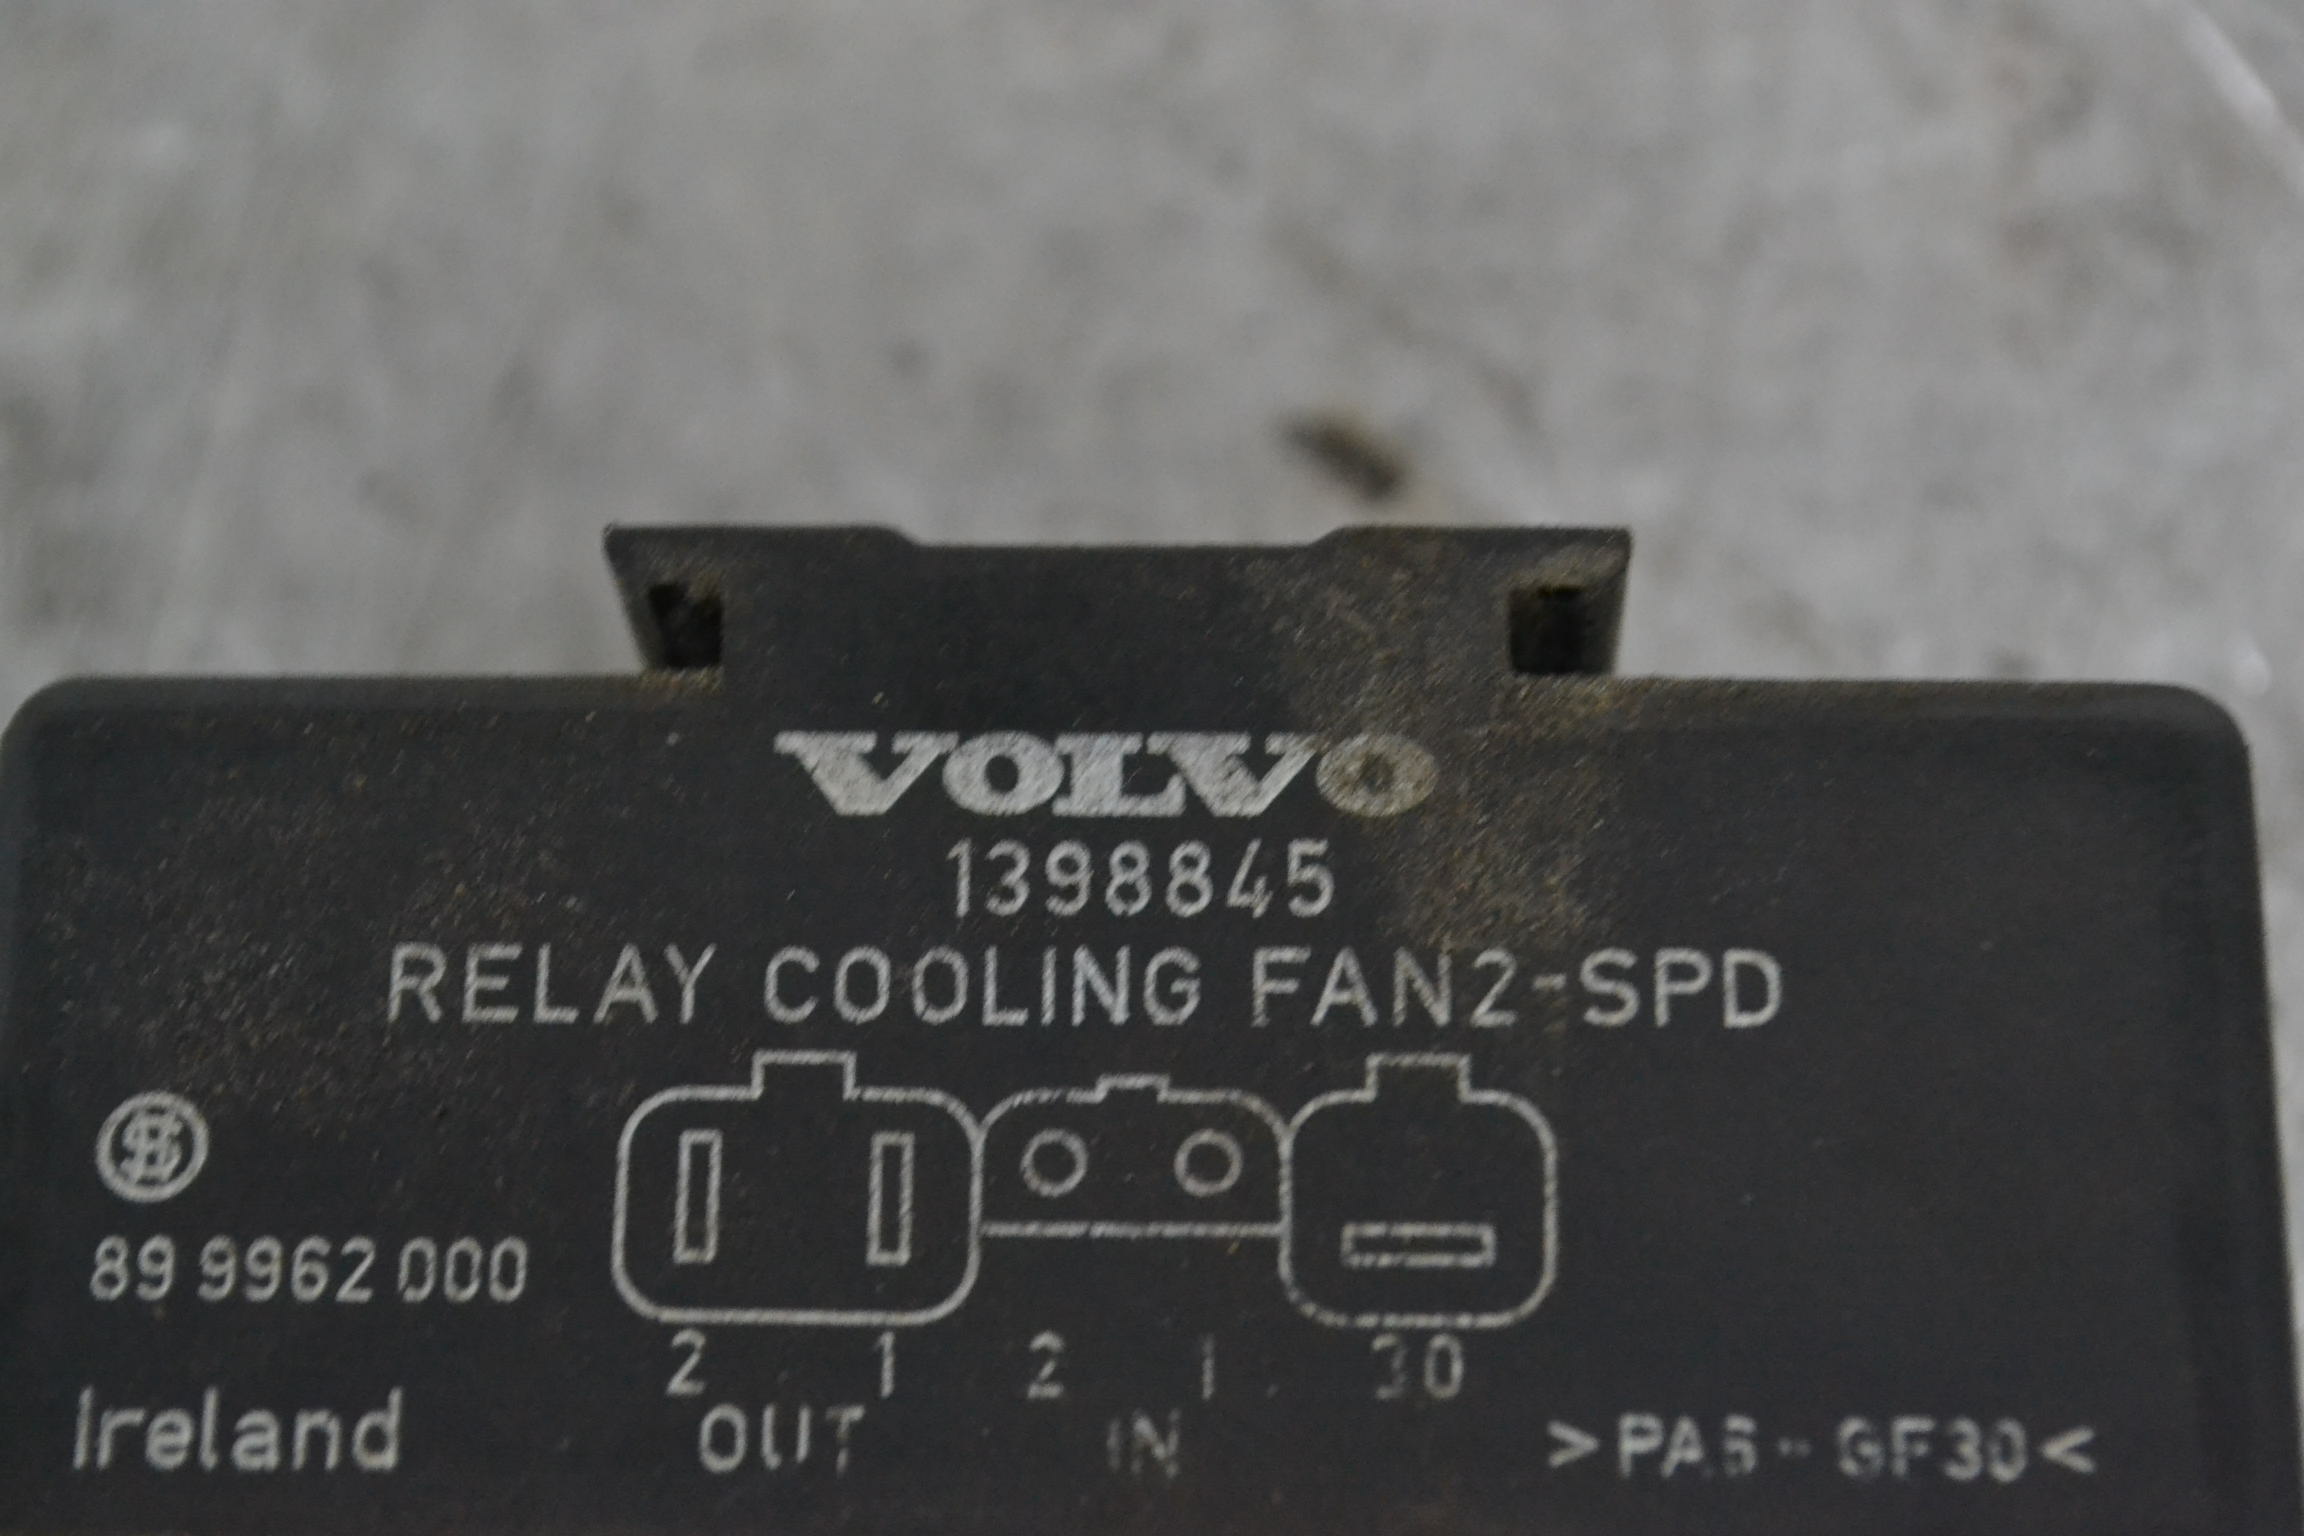 VOLVO
1398845
RELAY COOLING FAN2-SPD
89 9962 000
2 1 2 1 30
Ireland OUT IN >PA6-GF30<